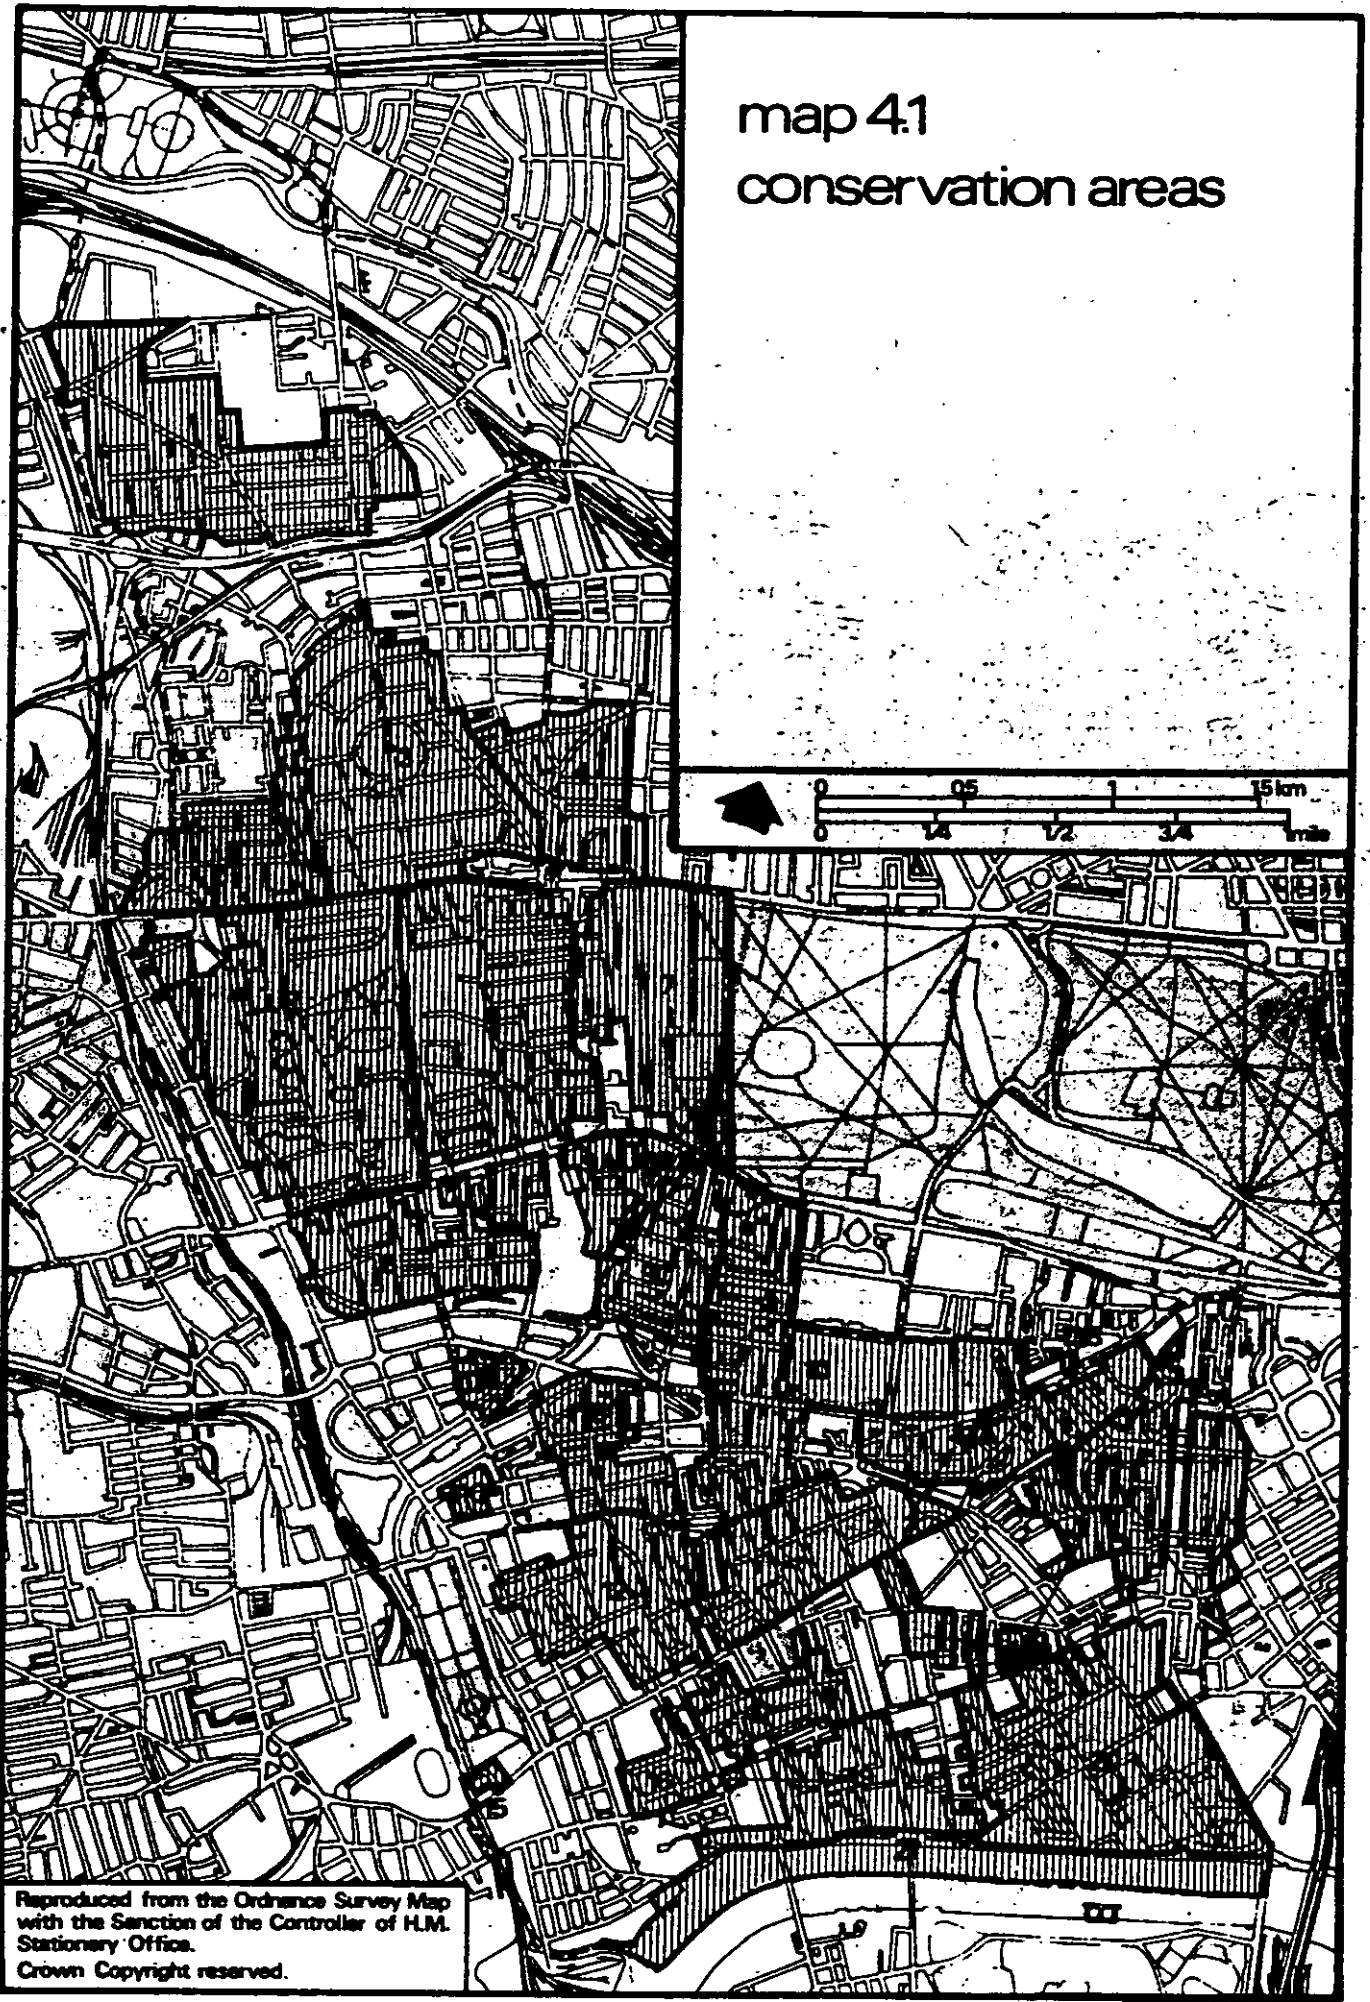 map 4.1
conservation areas
0 0.5 1 1.5 km
0 1/4 1/2 3/4 1 mile
Reproduced from the Ordnance Survey Map
with the Sanction of the Controller of H.M.
Stationery Office.
Crown Copyright reserved.